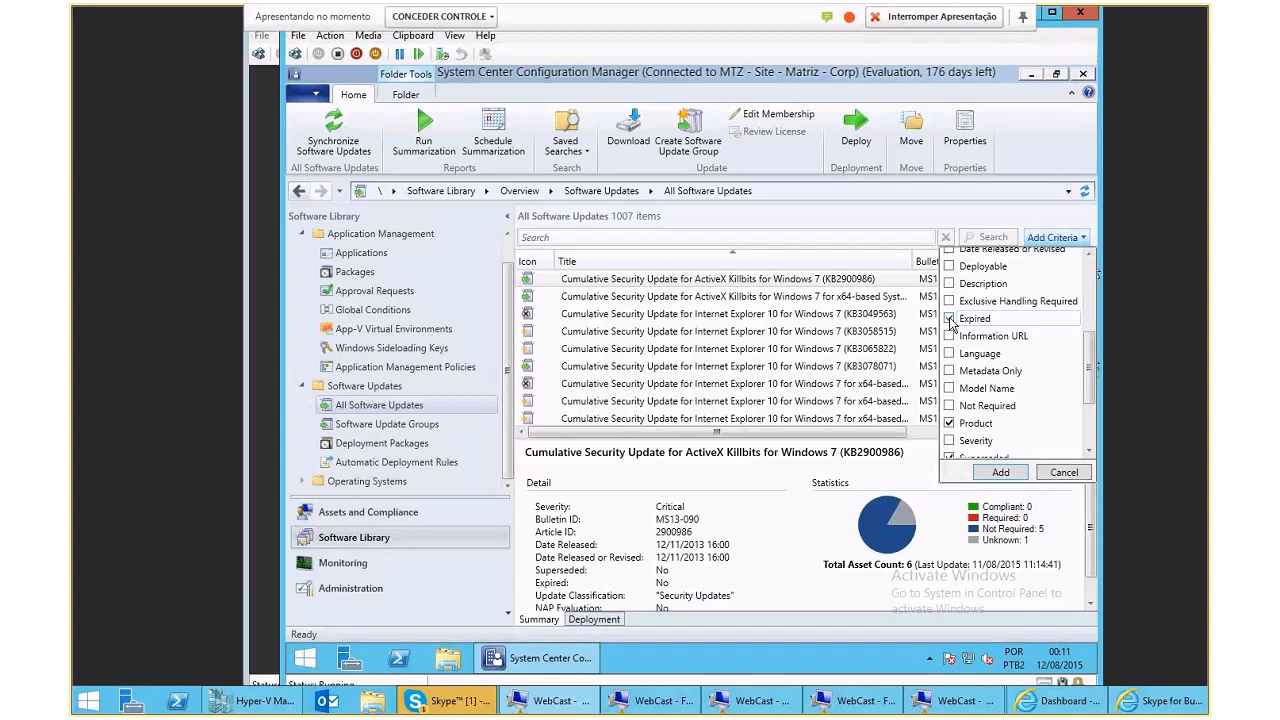 Apresentando no momento
CONCEDER CONTROLE
Interromper Apresentação
File
File Action Media Clipboard View Help
Folder Tools
System Center Configuration Manager (Connected to MTZ - Site - Matriz - Corp) (Evaluation, 176 days left)
Home
Folder
Synchronize
Software Updates
All Software Updates
Run
Summarization
Schedule
Summarization
Reports
Saved
Searches
Search
Download
Create Software
Update Group
Edit Membership
Review License
Update
Deploy
Deployment
Move
Move
Properties
Properties
\ Software Library Overview Software Updates All Software Updates
Software Library
Application Management
Applications
Packages
Approval Requests
Global Conditions
App-V Virtual Environments
Windows Sideloading Keys
Application Management Policies
Software Updates
All Software Updates
Software Update Groups
Deployment Packages
Automatic Deployment Rules
Operating Systems
Assets and Compliance
Software Library
Monitoring
Administration
All Software Updates 1007 items
Search
Search
Add Criteria
Icon Title Bullet
Cumulative Security Update for ActiveX Killbits for Windows 7 (KB2900986) MS1
Cumulative Security Update for ActiveX Killbits for Windows 7 for x64-based Syst... MS1
Cumulative Security Update for Internet Explorer 10 for Windows 7 (KB3049563) MS1
Cumulative Security Update for Internet Explorer 10 for Windows 7 (KB3058515) MS1
Cumulative Security Update for Internet Explorer 10 for Windows 7 (KB3065822) MS1
Cumulative Security Update for Internet Explorer 10 for Windows 7 (KB3078071) MS1
Cumulative Security Update for Internet Explorer 10 for Windows 7 for x64-based... MS1
Cumulative Security Update for Internet Explorer 10 for Windows 7 for x64-based... MS1
Cumulative Security Update for Internet Explorer 10 for Windows 7 for x64-based... MS1
Date Released or Revised
Deployable
Description
Exclusive Handling Required
Expired
Information URL
Language
Metadata Only
Model Name
Not Required
Product
Severity
Superseded
Add
Cancel
Cumulative Security Update for ActiveX Killbits for Windows 7 (KB2900986)
Detail
Severity: Critical
Bulletin ID: MS13-090
Article ID: 2900986
Date Released: 12/11/2013 16:00
Date Released or Revised: 12/11/2013 16:00
Superseded: No
Expired: No
Update Classification: "Security Updates"
NAP Evaluation: No
Statistics
Compliant: 0
Required: 0
Not Required: 5
Unknown: 1
Total Asset Count: 6 (Last Update: 11/08/2015 11:14:41)
Activate Windows
Go to System in Control Panel to
activate Windows.
Summary
Deployment
Ready
System Center Co...
POR
PTB2
00:11
12/08/2015
Status: Running
Hyper-V Ma...
Skype™ [1] -...
WebCast - ...
WebCast - F...
WebCast - ...
WebCast - F...
WebCast - ...
Dashboard - ...
Skype for Bu...